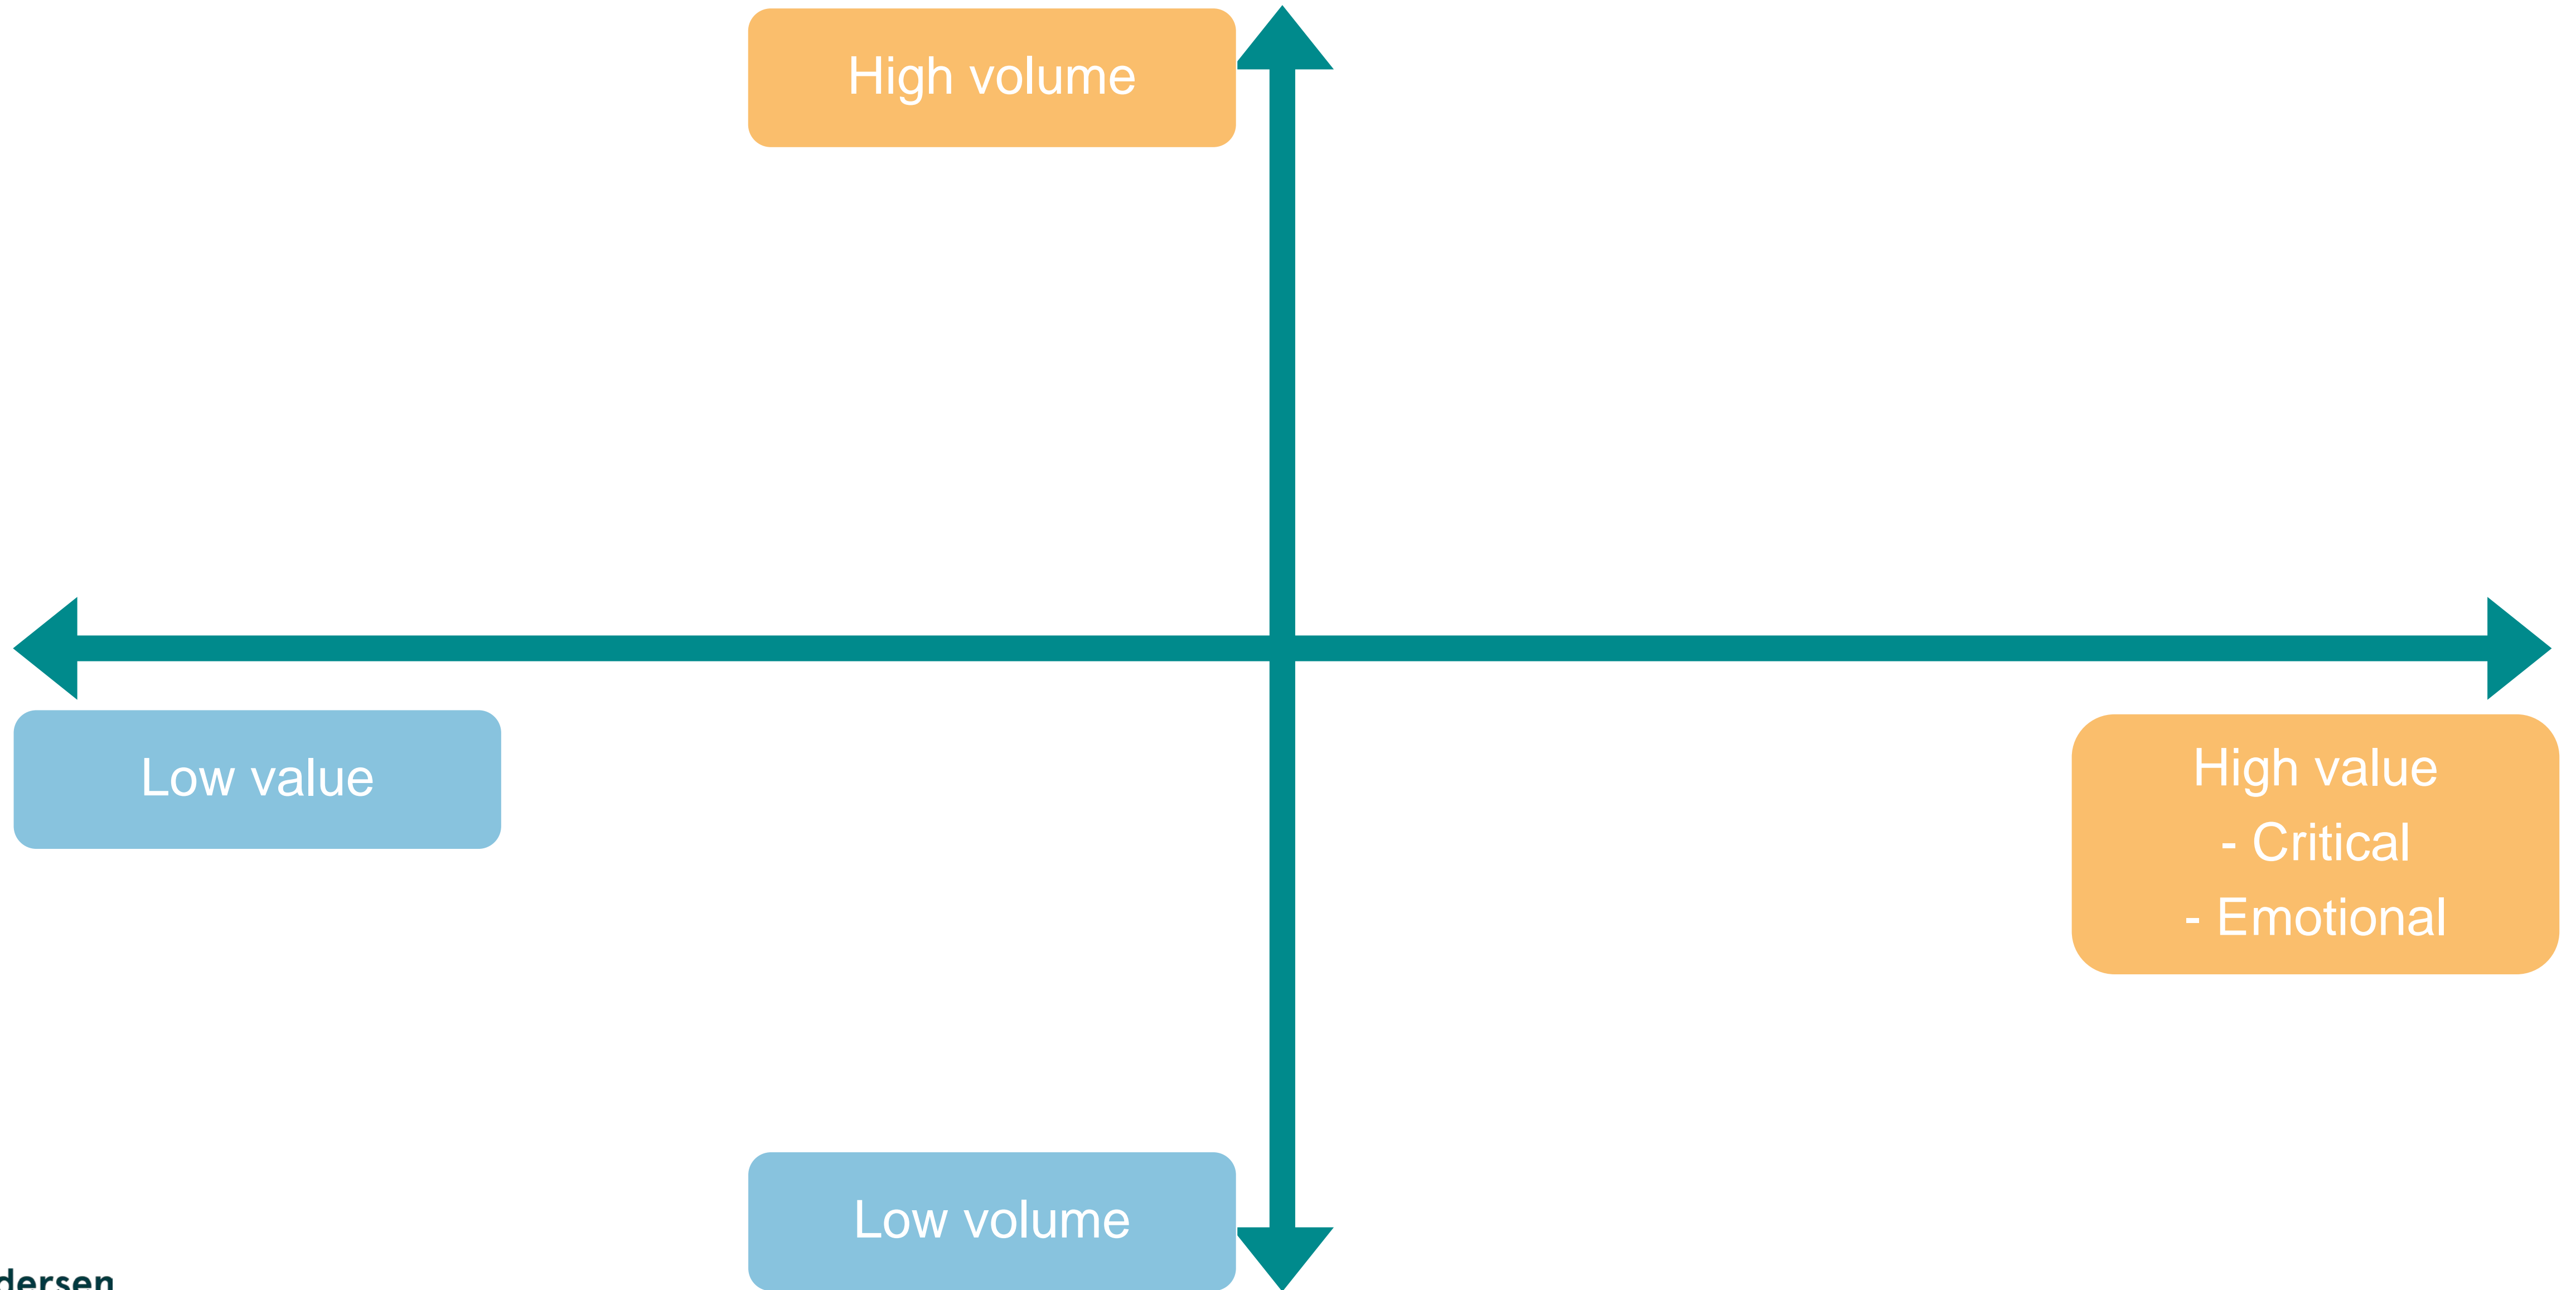 High volume
Low value
High value
- Critical
- Emotional
Low volume
dersen